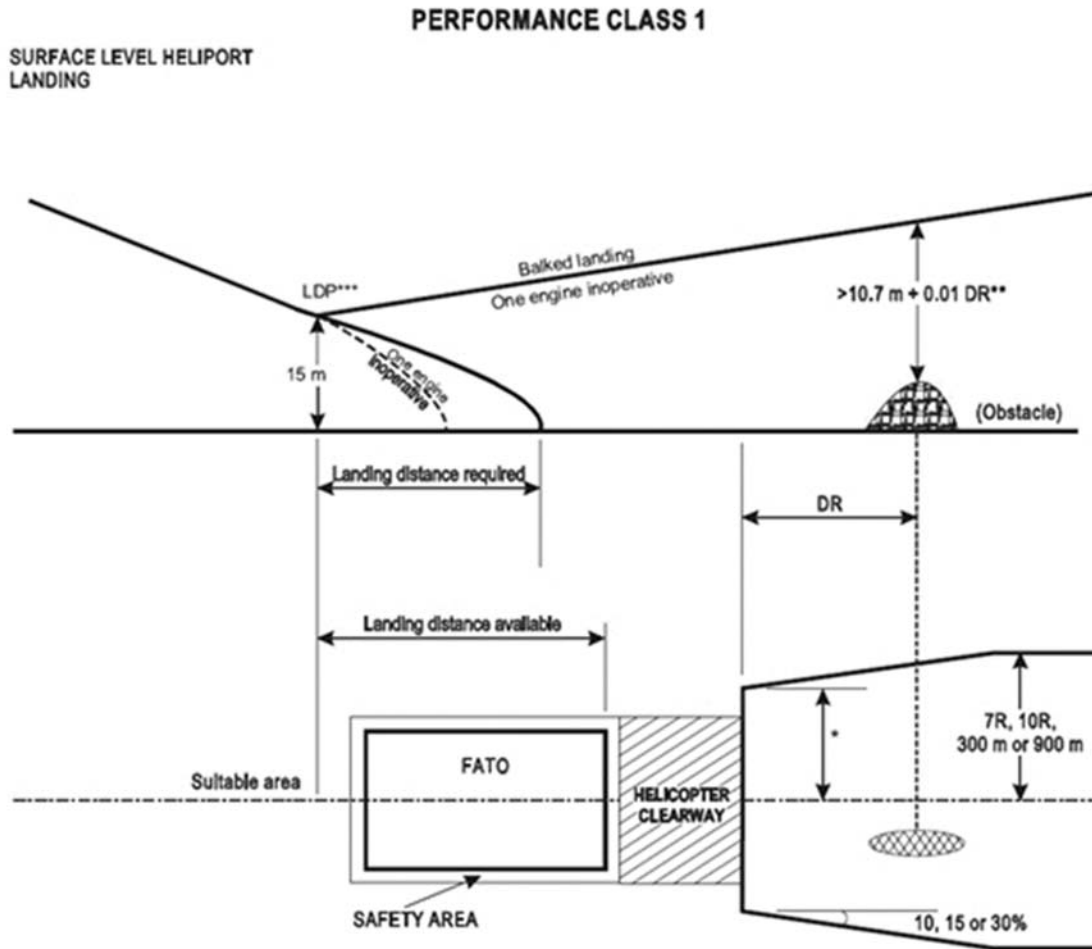 PERFORMANCE CLASS 1
SURFACE LEVEL HELIPORT
LANDING
Balked landing
One engine inoperative
LDP***
>10.7 m + 0.01 DR**
15 m
One engine
inoperative
(Obstacle)
Landing distance required
DR
Landing distance available
7R, 10R,
300 m or 900 m
*
FATO
Suitable area
HELICOPTER
CLEARWAY
SAFETY AREA
10, 15 or 30%